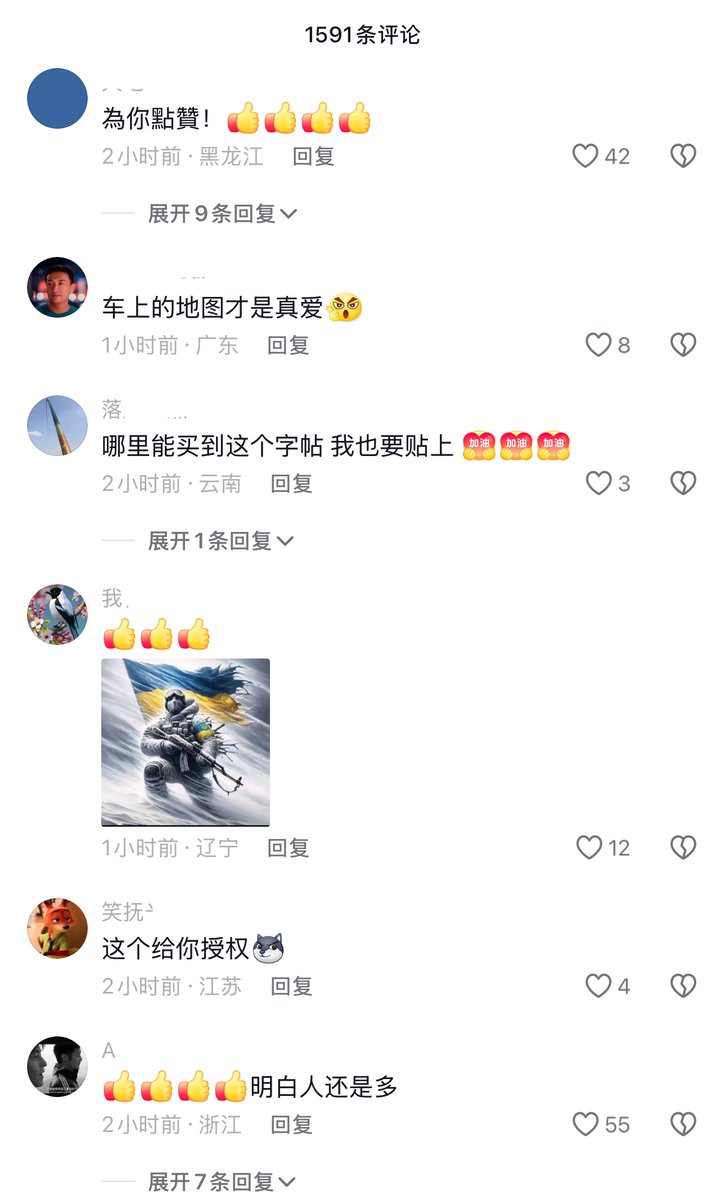 1591条评论
為你點贊！
2小时前·黑龙江 回复 42
展开9条回复
车上的地图才是真爱
1小时前·广东 回复 8
落
哪里能买到这个字帖 我也要贴上 加油 加油 加油
2小时前·云南 回复 3
展开1条回复
我
1小时前·辽宁 回复 12
笑抚
这个给你授权
2小时前·江苏 回复 4
A
明白人还是多
2小时前·浙江 回复 55
展开7条回复